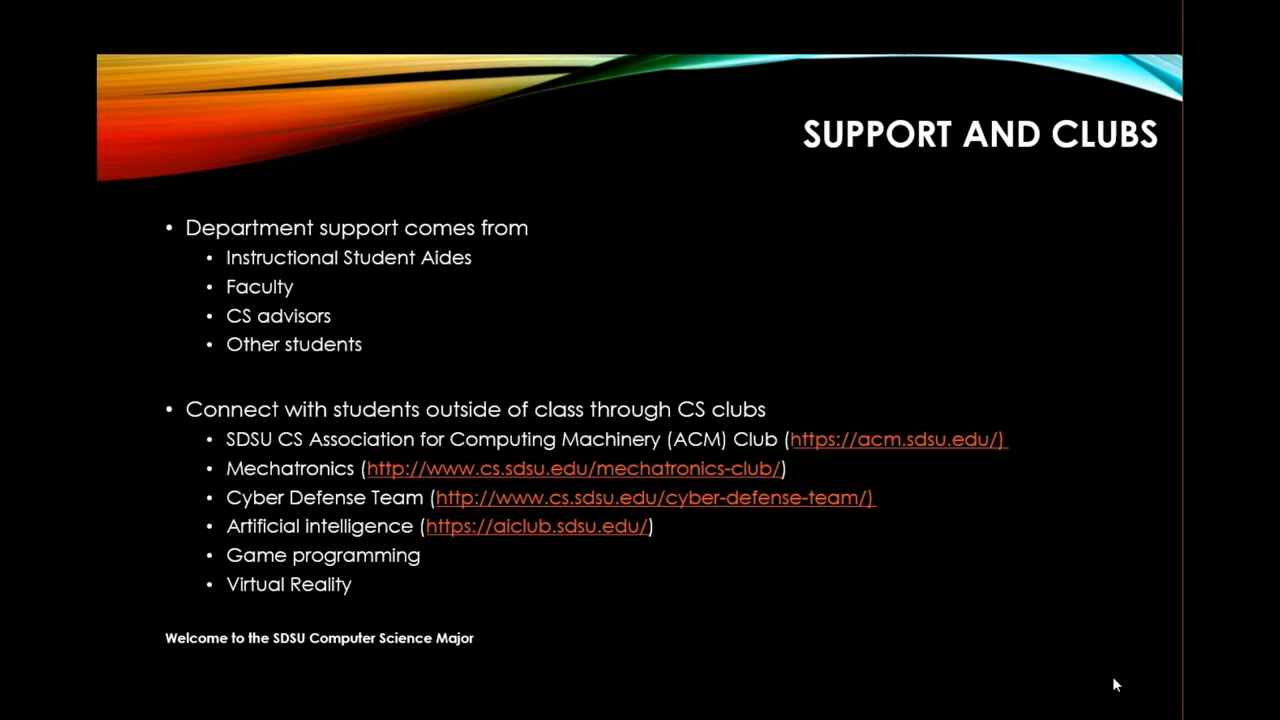 SUPPORT AND CLUBS
• Department support comes from
• Instructional Student Aides
• Faculty
• CS advisors
• Other students
• Connect with students outside of class through CS clubs
• SDSU CS Association for Computing Machinery (ACM) Club (https://acm.sdsu.edu/)
• Mechatronics (http://www.cs.sdsu.edu/mechatronics-club/)
• Cyber Defense Team (http://www.cs.sdsu.edu/cyber-defense-team/)
• Artificial intelligence (https://aiclub.sdsu.edu/)
• Game programming
• Virtual Reality
Welcome to the SDSU Computer Science Major